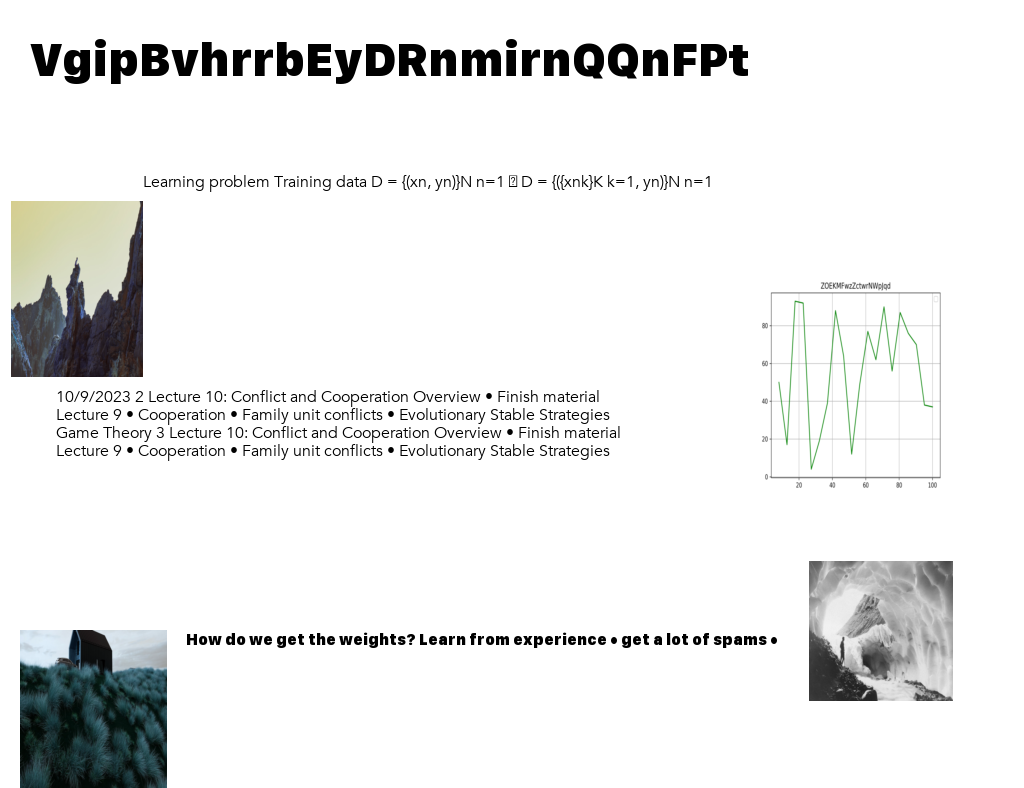 VgipBvhrrbEyDRnmirnQQnFPt
Learning problem Training data D = {(xn, yn)}N n=1  D = {({xnk}K k=1, yn)}N n=1
ZOEKMFwzZctwrNWpJqd
80
60
40
20
0
20 40 60 80 100
10/9/2023 2 Lecture 10: Conflict and Cooperation Overview • Finish material
Lecture 9 • Cooperation • Family unit conflicts • Evolutionary Stable Strategies
Game Theory 3 Lecture 10: Conflict and Cooperation Overview • Finish material
Lecture 9 • Cooperation • Family unit conflicts • Evolutionary Stable Strategies
How do we get the weights? Learn from experience • get a lot of spams •